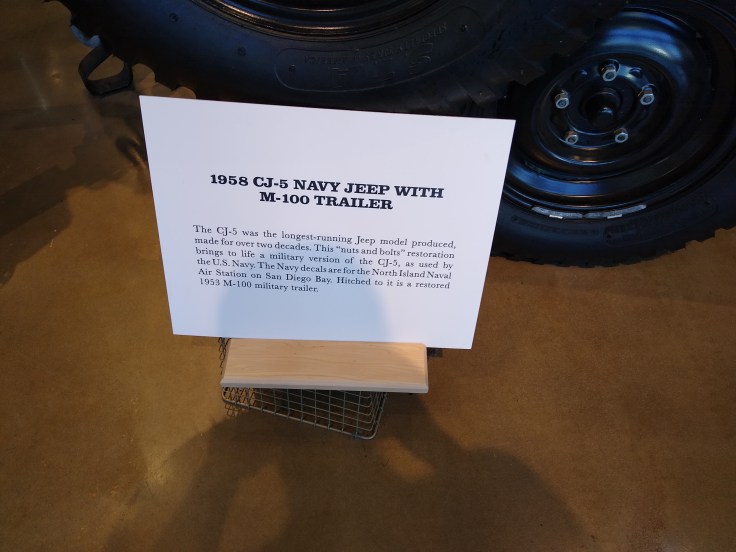 1958 CJ-5 NAVY JEEP WITH
M-100 TRAILER
The CJ-5 was the longest-running Jeep model produced,
made for over two decades. This "nuts and bolts" restoration
brings to life a military version of the CJ-5, as used by
the U.S. Navy. The Navy decals are for the North Island Naval
Air Station on San Diego Bay. Hitched to it is a restored
1953 M-100 military trailer.